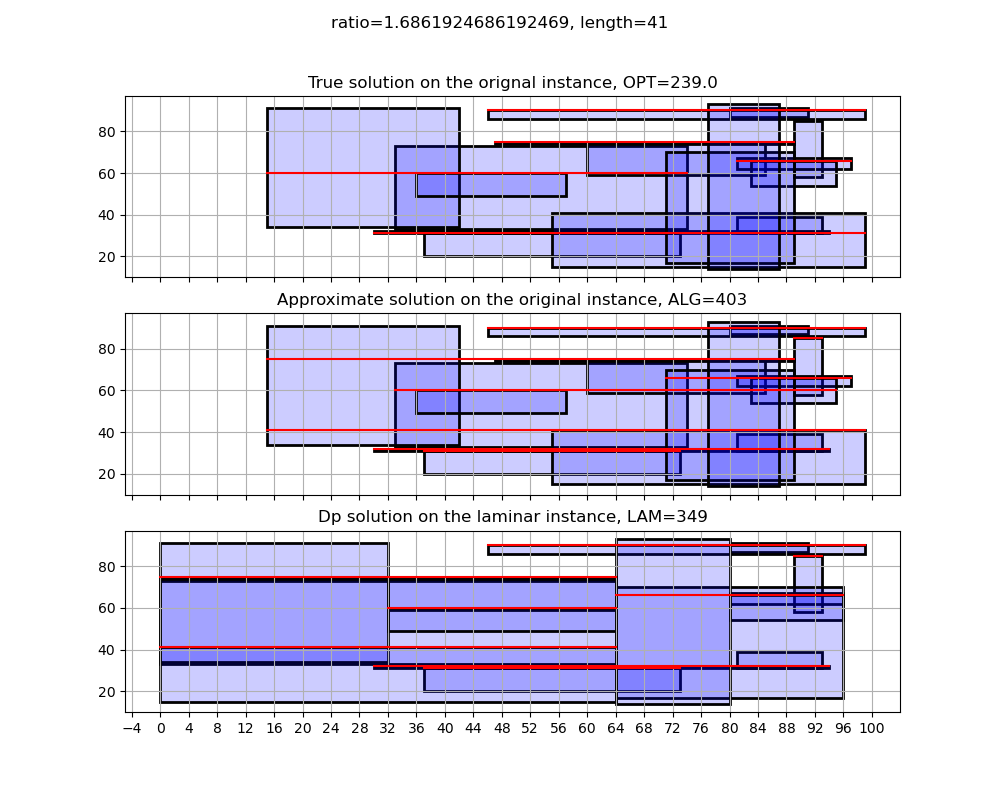 ratio=1.6861924686192469, length=41
True solution on the orignal instance, OPT=239.0
80
60
40
20
Approximate solution on the original instance, ALG=403
80
60
40
20
Dp solution on the laminar instance, LAM=349
80
60
40
20
−4 0 4 8 12 16 20 24 28 32 36 40 44 48 52 56 60 64 68 72 76 80 84 88 92 96 100